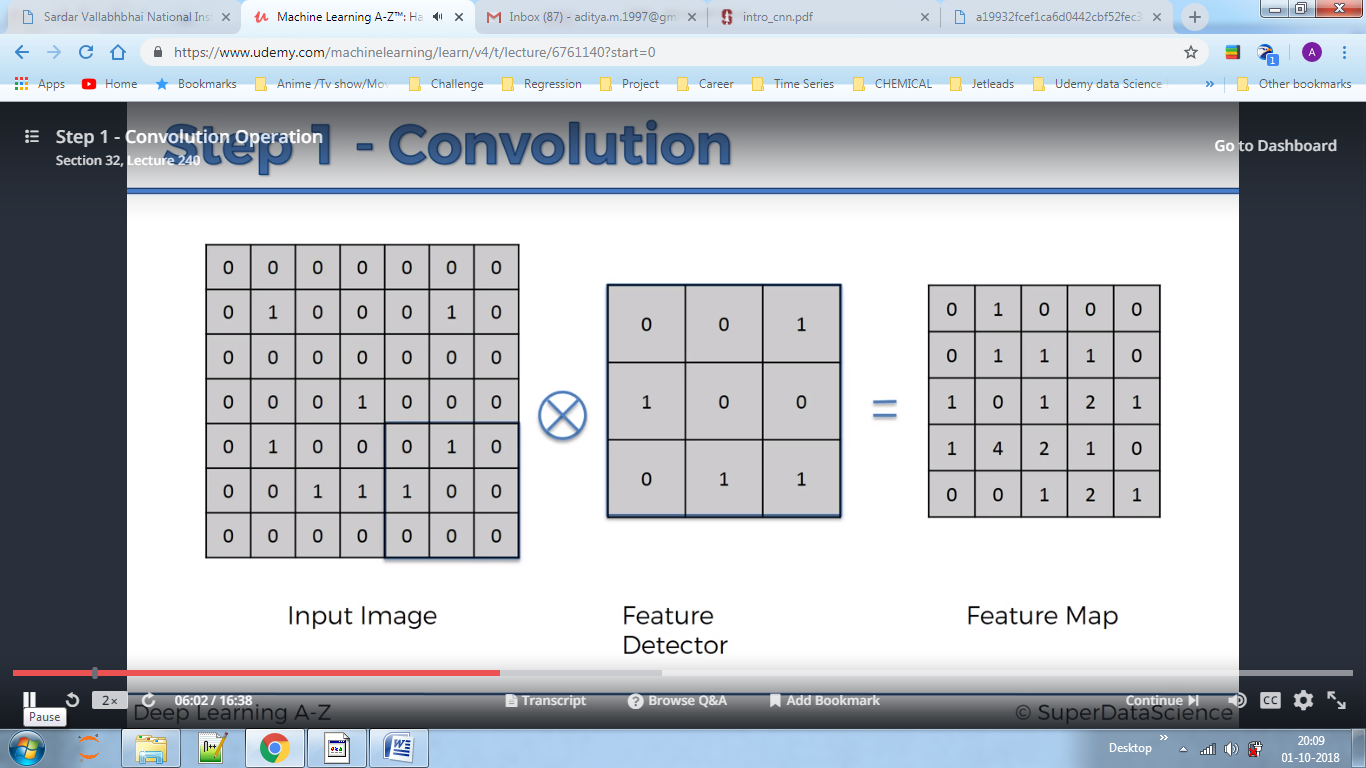 Sardar Vallabhbhai National Ins
Machine Learning A-Z™: Ha
Inbox (87) - aditya.m.1997@gm
intro_cnn.pdf
a19932fcef1ca6d0442cbf52fec3
https://www.udemy.com/machinelearning/learn/v4/t/lecture/6761140?start=0
A
1
Apps Home Bookmarks Anime /Tv show/Mov Challenge Regression Project Career Time Series CHEMICAL Jetleads Udemy data Science » Other bookmarks
Step 1 - Convolution Operation
Section 32, Lecture 240
Go to Dashboard
Step 1 - Convolution
0 0 0 0 0 0 0
0 1 0 0 0 1 0
0 0 0 0 0 0 0
0 0 0 1 0 0 0
0 1 0 0 0 1 0
0 0 1 1 1 0 0
0 0 0 0 0 0 0
Input Image
0 0 1
1 0 0
0 1 1
Feature
Detector
=
0 1 0 0 0
0 1 1 1 0
1 0 1 2 1
1 4 2 1 0
0 0 1 2 1
Feature Map
2×
06:02 / 16:38
Transcript
Browse Q&A
Add Bookmark
Continue
CC
Pause
Deep Learning A-Z
© SuperDataScience
Desktop »
20:09
01-10-2018